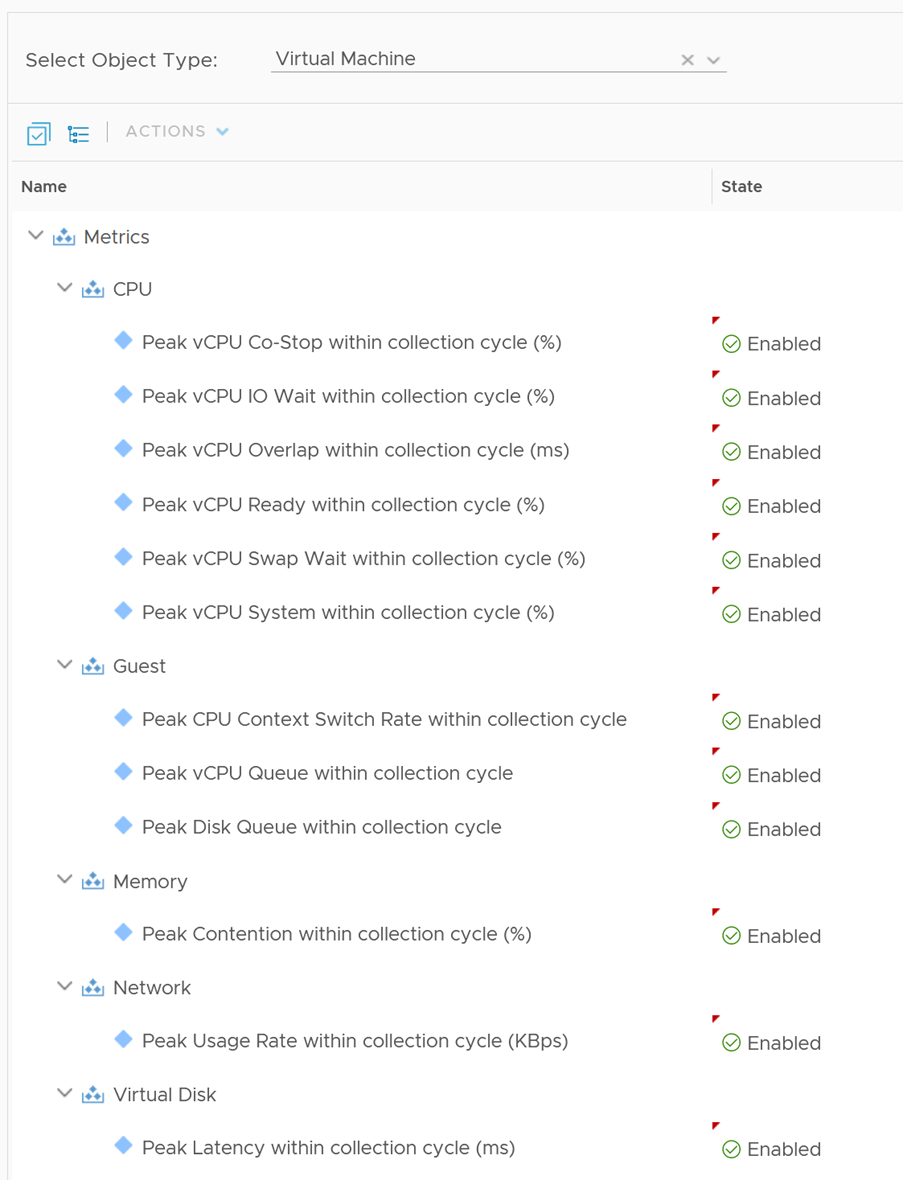 Select Object Type: Virtual Machine
ACTIONS
Name State
Metrics
CPU
Peak vCPU Co-Stop within collection cycle (%) Enabled
Peak vCPU IO Wait within collection cycle (%) Enabled
Peak vCPU Overlap within collection cycle (ms) Enabled
Peak vCPU Ready within collection cycle (%) Enabled
Peak vCPU Swap Wait within collection cycle (%) Enabled
Peak vCPU System within collection cycle (%) Enabled
Guest
Peak CPU Context Switch Rate within collection cycle Enabled
Peak vCPU Queue within collection cycle Enabled
Peak Disk Queue within collection cycle Enabled
Memory
Peak Contention within collection cycle (%) Enabled
Network
Peak Usage Rate within collection cycle (KBps) Enabled
Virtual Disk
Peak Latency within collection cycle (ms) Enabled